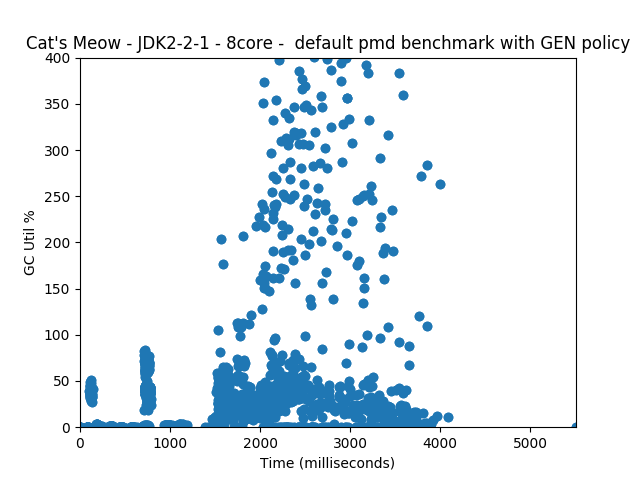 Cat's Meow - JDK2-2-1 - 8core -  default pmd benchmark with GEN policy
400
350
300
250
200
150
100
50
0
GC Util %
0 1000 2000 3000 4000 5000
Time (milliseconds)